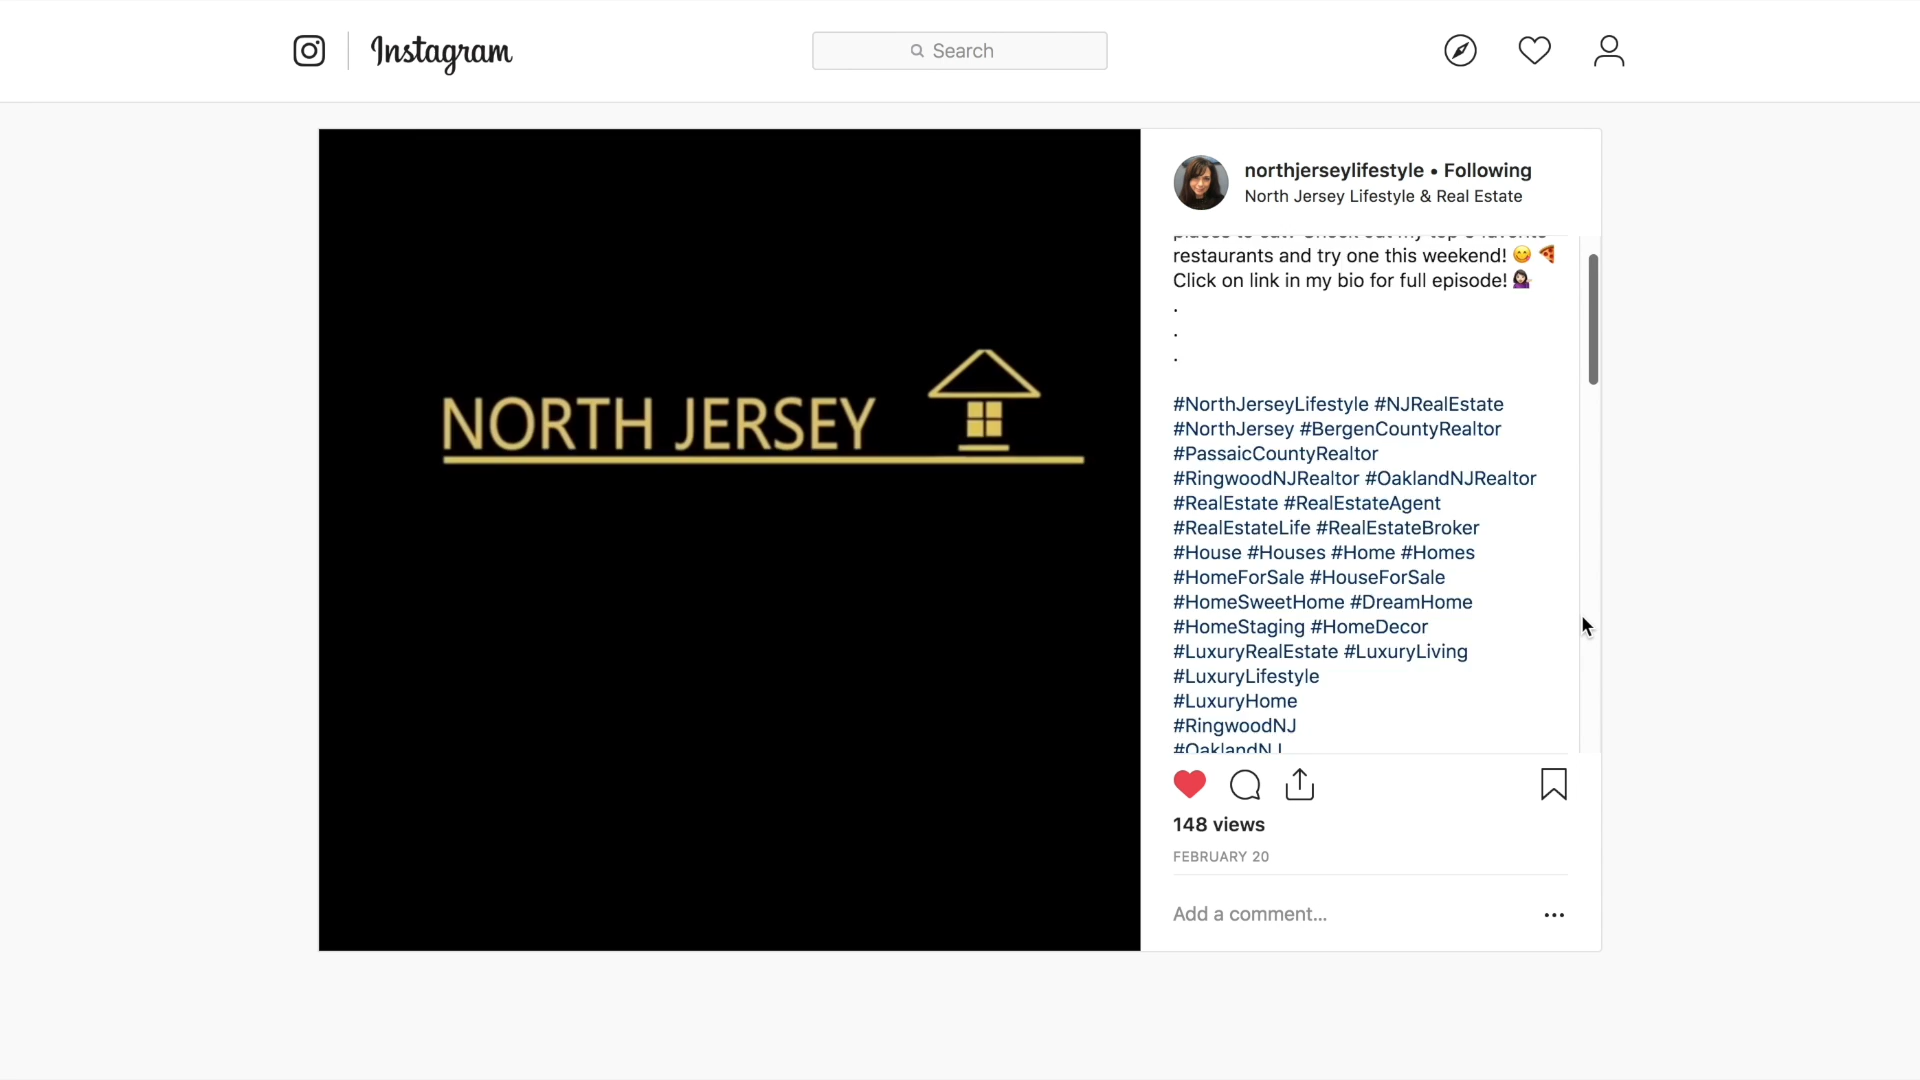 Instagram
Search
NORTH JERSEY
northjerseylifestyle • Following
North Jersey Lifestyle & Real Estate
restaurants and try one this weekend! 😋 🍕
Click on link in my bio for full episode! 💁🏻‍♀️
.
.
.
#NorthJerseyLifestyle #NJRealEstate
#NorthJersey #BergenCountyRealtor
#PassaicCountyRealtor
#RingwoodNJRealtor #OaklandNJRealtor
#RealEstate #RealEstateAgent
#RealEstateLife #RealEstateBroker
#House #Houses #Home #Homes
#HomeForSale #HouseForSale
#HomeSweetHome #DreamHome
#HomeStaging #HomeDecor
#LuxuryRealEstate #LuxuryLiving
#LuxuryLifestyle
#LuxuryHome
#RingwoodNJ
#OaklandNJ
148 views
FEBRUARY 20
Add a comment...